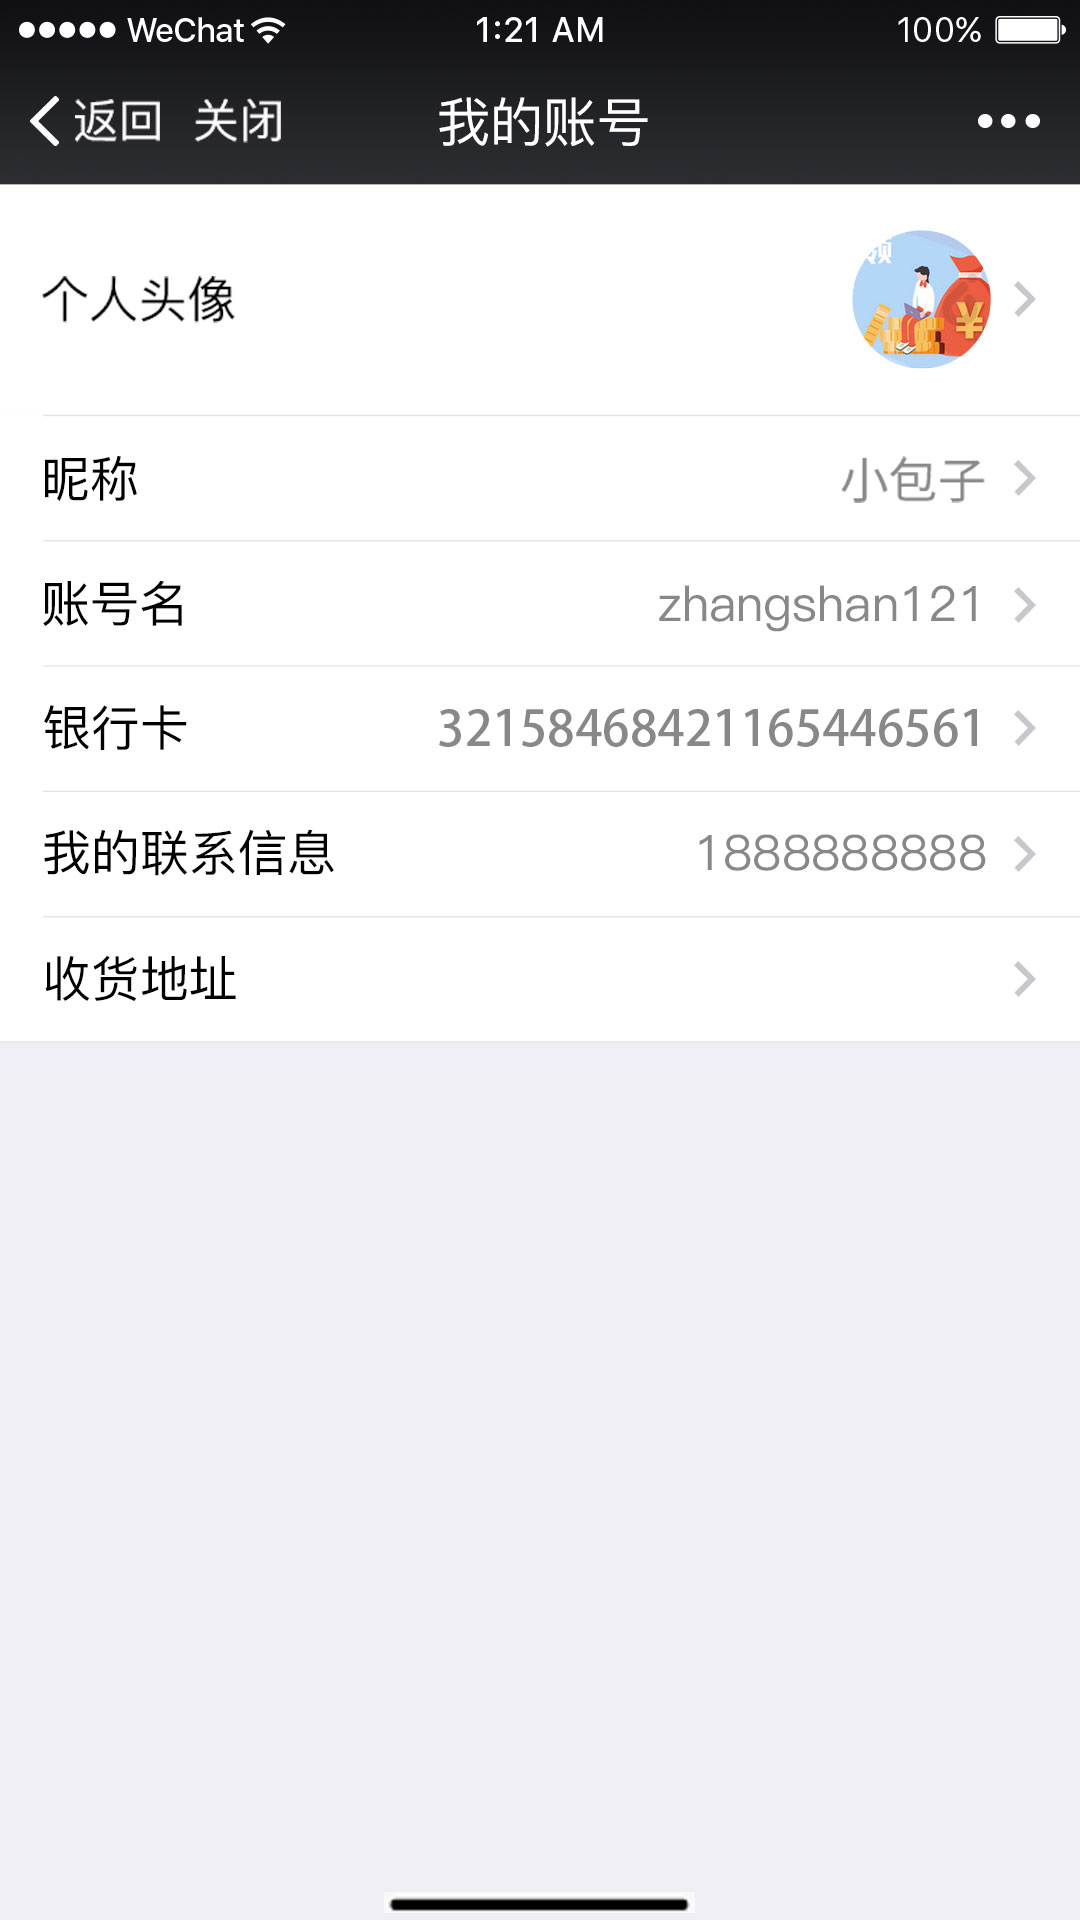 WeChat 1:21 AM 100%
返回 关闭 我的账号
领
个人头像
¥
昵称 小包子
账号名 zhangshan121
银行卡 32158468421165446561
我的联系信息 1888888888
收货地址